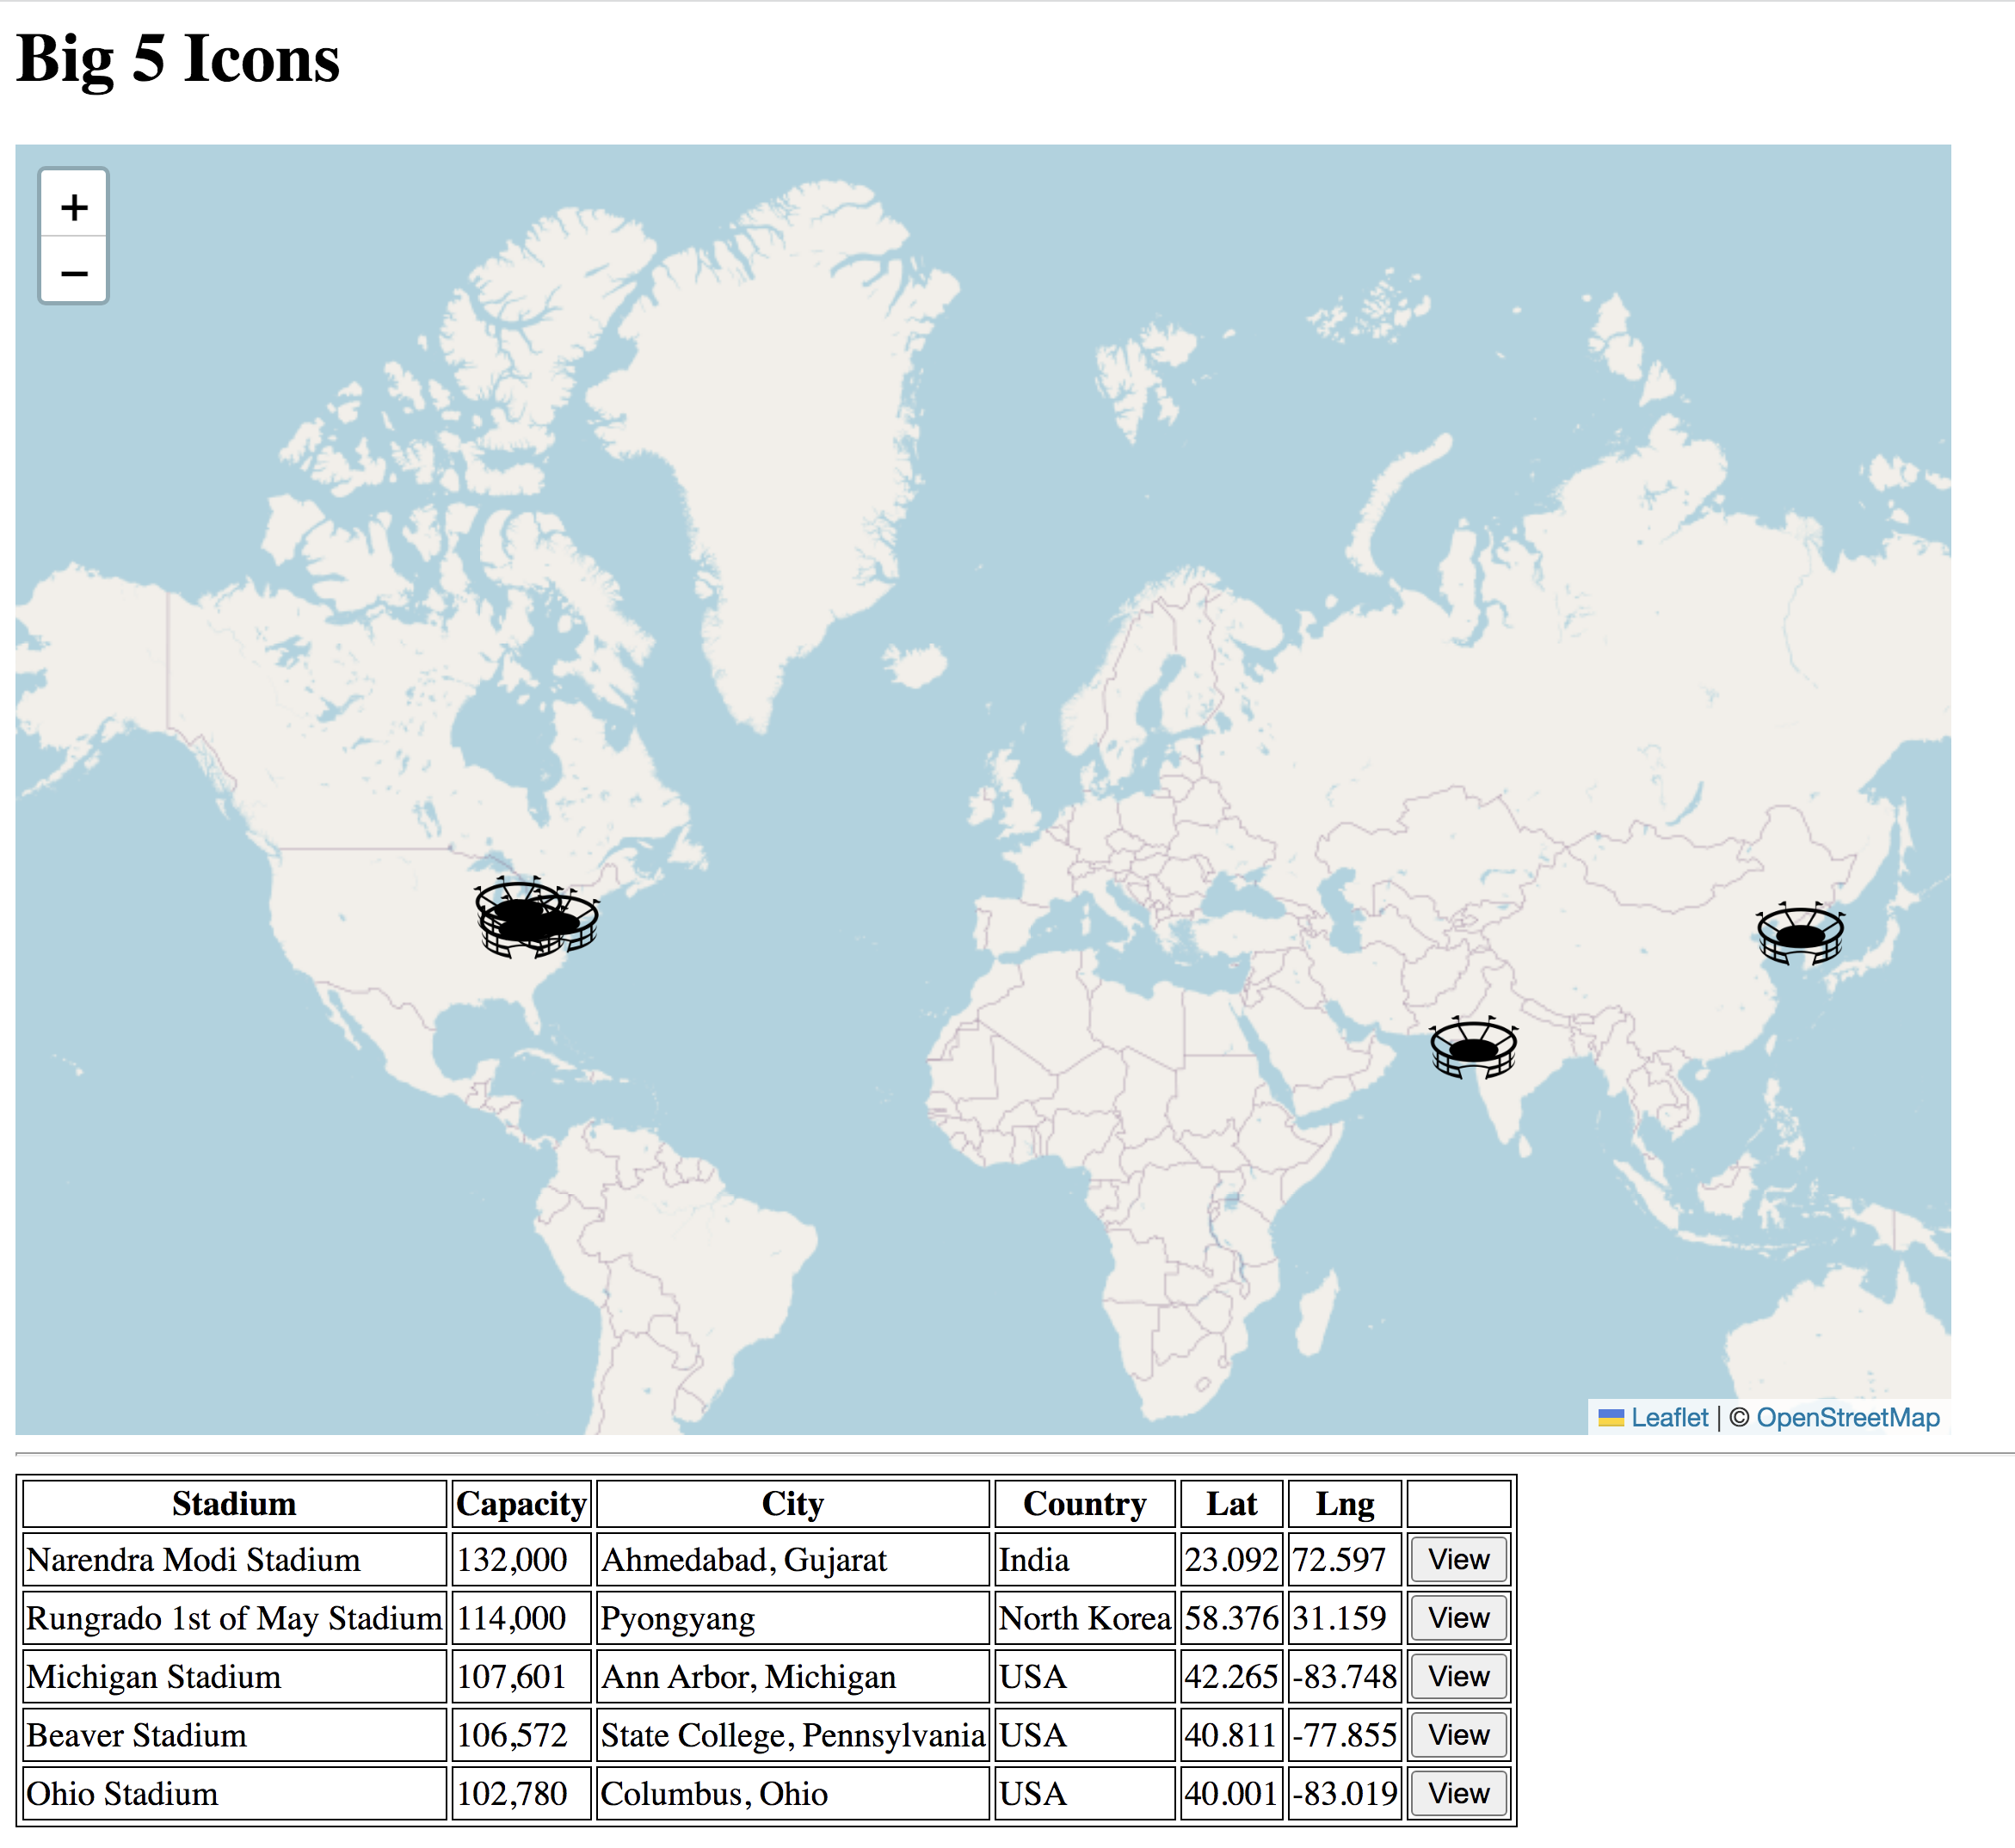 Big 5 Icons
+
−
Leaflet | © OpenStreetMap
Stadium Capacity City Country Lat Lng
Narendra Modi Stadium 132,000 Ahmedabad, Gujarat India 23.092 72.597 View
Rungrado 1st of May Stadium 114,000 Pyongyang North Korea 58.376 31.159 View
Michigan Stadium 107,601 Ann Arbor, Michigan USA 42.265 -83.748 View
Beaver Stadium 106,572 State College, Pennsylvania USA 40.811 -77.855 View
Ohio Stadium 102,780 Columbus, Ohio USA 40.001 -83.019 View